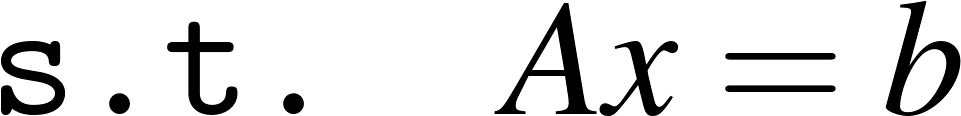 s.t. Ax = b